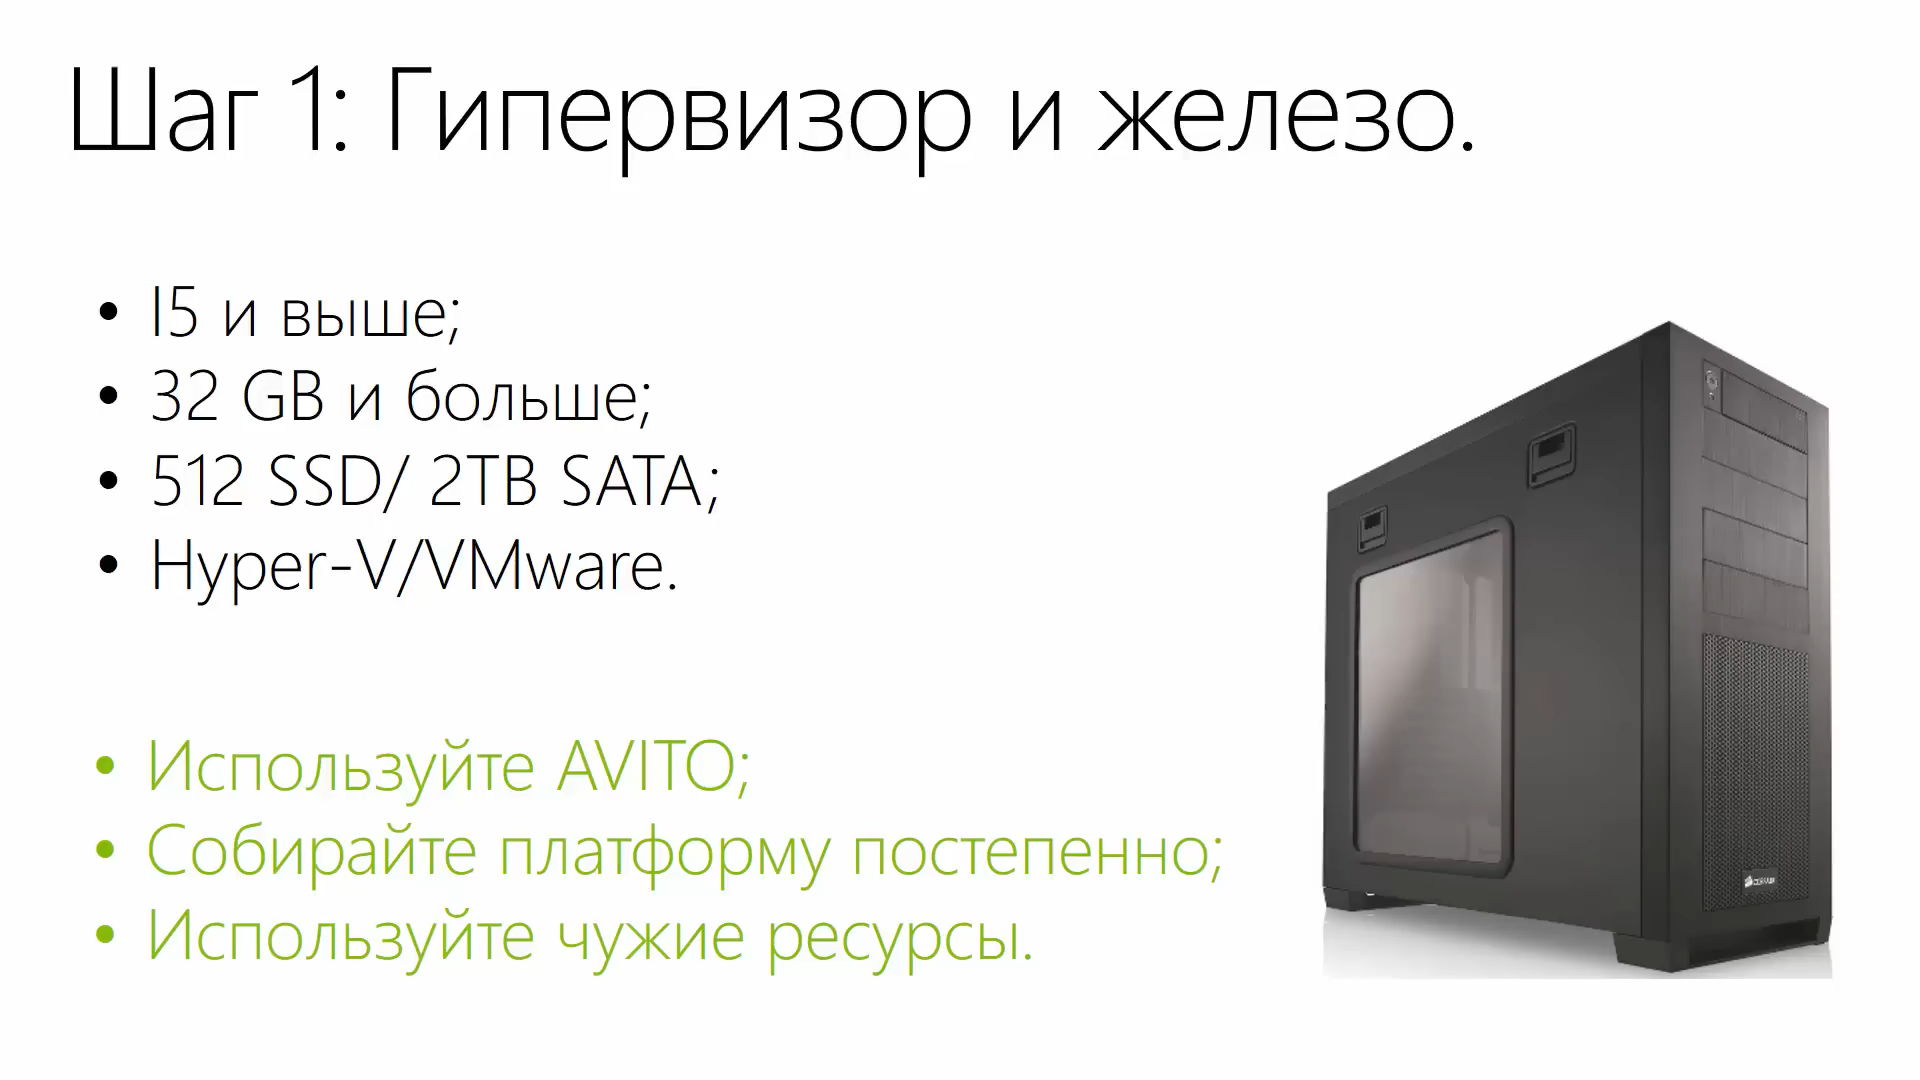 Шаг 1: Гипервизор и железо.
• I5 и выше;
• 32 GB и больше;
• 512 SSD/ 2TB SATA;
• Hyper-V/VMware.
• Используйте AVITO;
• Собирайте платформу постепенно;
• Используйте чужие ресурсы.
CORSAIR